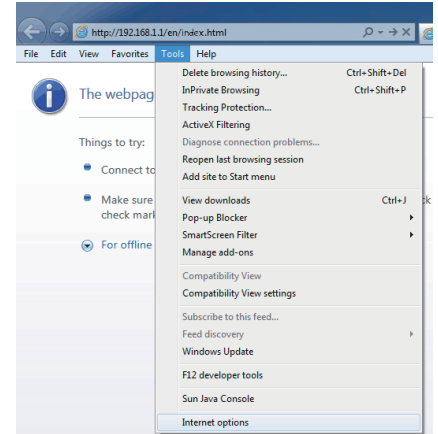 http://192.168.1.1/en/index.html
File Edit View Favorites Tools Help
The webpag
Things to try:
Connect to
Make sure
check mark
For offline
Delete browsing history... Ctrl+Shift+Del
InPrivate Browsing Ctrl+Shift+P
Tracking Protection...
ActiveX Filtering
Diagnose connection problems...
Reopen last browsing session
Add site to Start menu
View downloads Ctrl+J
Pop-up Blocker
SmartScreen Filter
Manage add-ons
Compatibility View
Compatibility View settings
Subscribe to this feed...
Feed discovery
Windows Update
F12 developer tools
Sun Java Console
Internet options